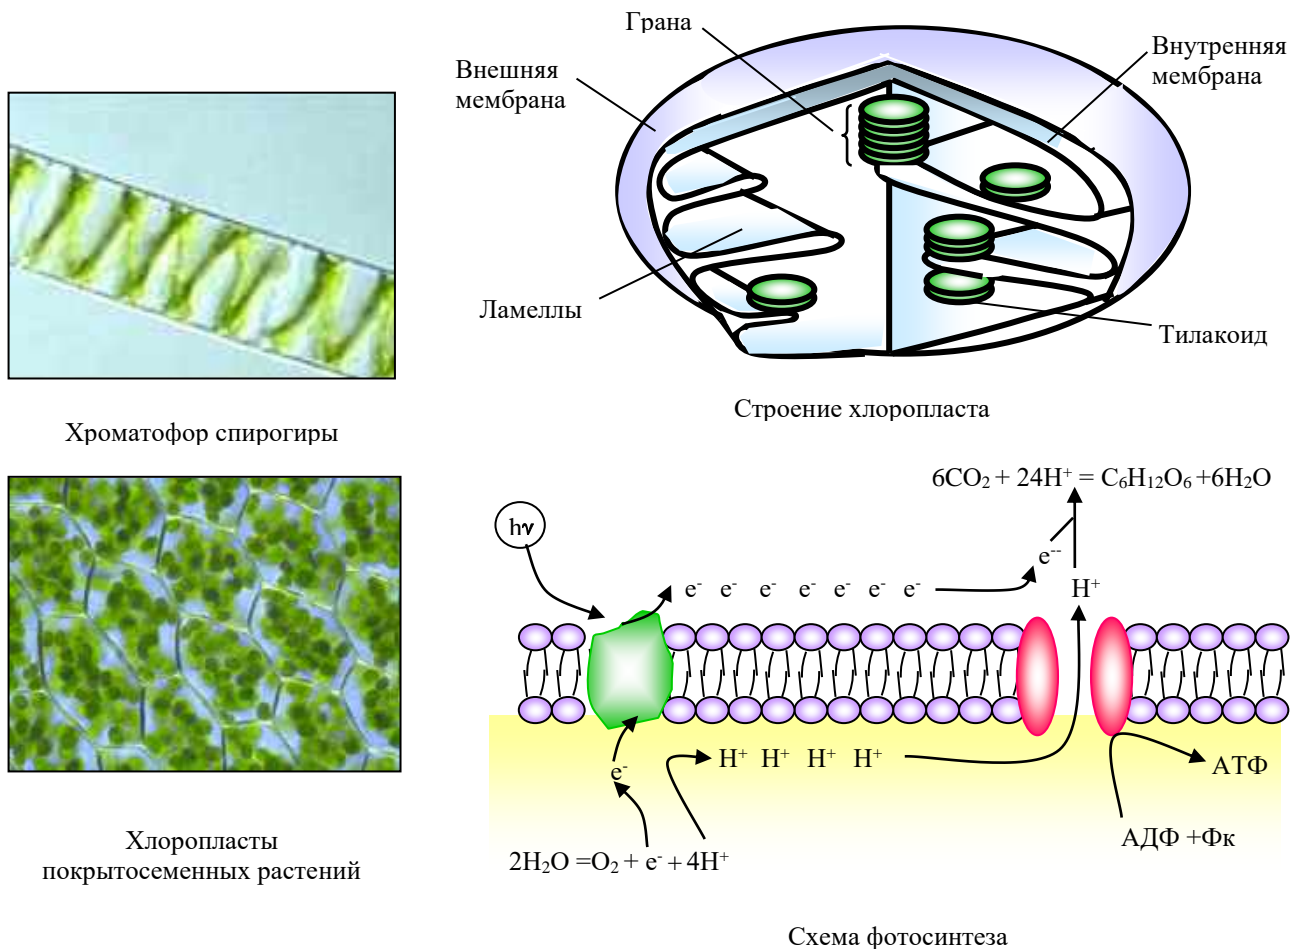 Грана
Внешняя
мембрана
Внутренняя
мембрана
Ламеллы
Тилакоид
Строение хлоропласта
Хроматофор спирогиры
6CO₂ + 24H⁺ = C₆H₁₂O₆ +6H₂O
hν
e⁻ e⁻ e⁻ e⁻ e⁻ e⁻ e⁻
e⁻⁻
H⁺
H⁺ H⁺ H⁺ H⁺
e⁻
АТФ
АДФ +Фк
2H₂O =O₂ + e⁻ + 4H⁺
Хлоропласты
покрытосеменных растений
Схема фотосинтеза